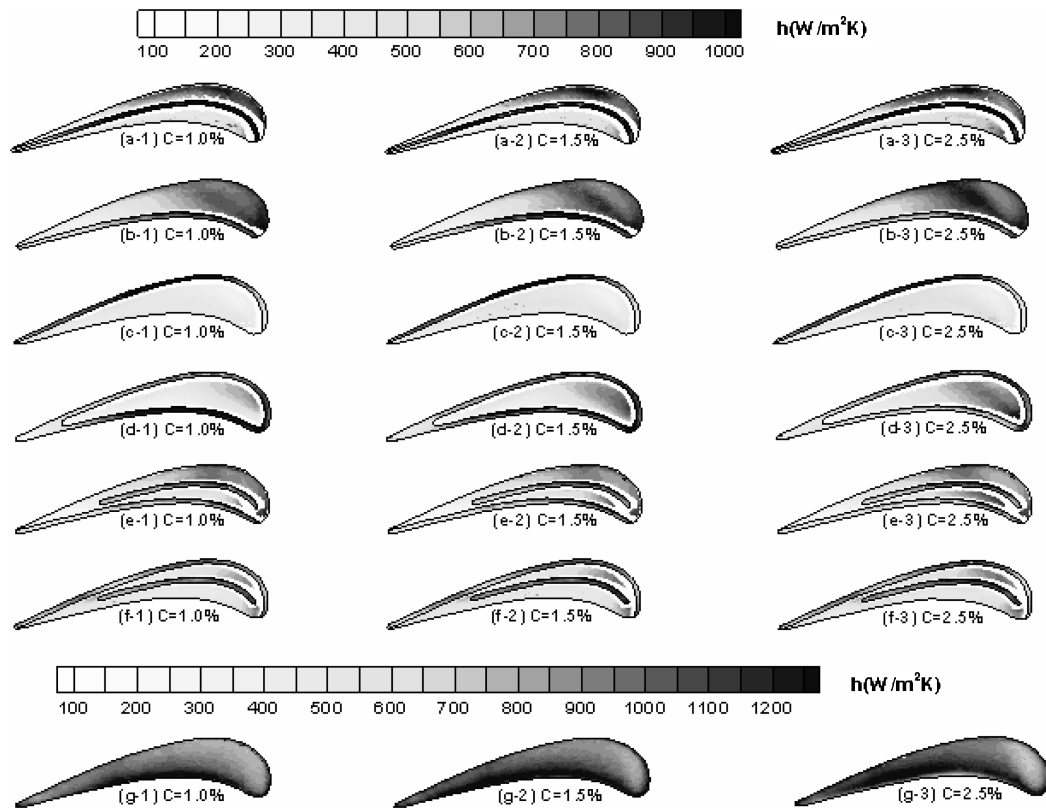 100 200 300 400 500 600 700 800 900 1000 h(W/m²K)
(a-1) C=1.0% (a-2) C=1.5% (a-3) C=2.5%
(b-1) C=1.0% (b-2) C=1.5% (b-3) C=2.5%
(c-1) C=1.0% (c-2) C=1.5% (c-3) C=2.5%
(d-1) C=1.0% (d-2) C=1.5% (d-3) C=2.5%
(e-1) C=1.0% (e-2) C=1.5% (e-3) C=2.5%
(f-1) C=1.0% (f-2) C=1.5% (f-3) C=2.5%
100 200 300 400 500 600 700 800 900 1000 1100 1200 h(W/m²K)
(g-1) C=1.0% (g-2) C=1.5% (g-3) C=2.5%